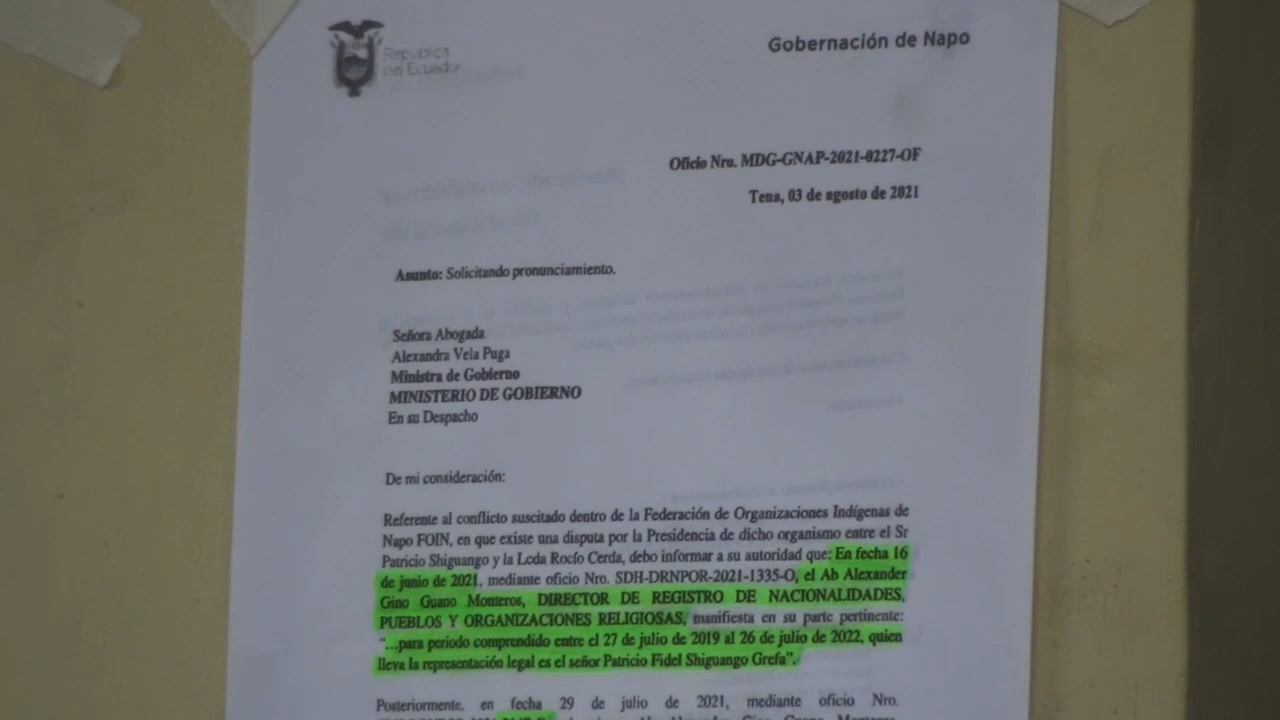 República
del Ecuador
Gobernación de Napo
Oficio Nro. MDG-GNAP-2021-0227-OF
Tena, 03 de agosto de 2021
Asunto: Solicitando pronunciamiento.
Señora Abogada
Alexandra Vela Puga
Ministra de Gobierno
MINISTERIO DE GOBIERNO
En su Despacho
De mi consideración:
Referente al conflicto suscitado dentro de la Federación de Organizaciones Indígenas de
Napo FOIN, en que existe una disputa por la Presidencia de dicho organismo entre el Sr
Patricio Shiguango y la Lcda Rocío Cerda, debo informar a su autoridad que: En fecha 16
de junio de 2021, mediante oficio Nro. SDH-DRNPOR-2021-1335-O, el Ab Alexander
Gino Guano Monteros, DIRECTOR DE REGISTRO DE NACIONALIDADES,
PUEBLOS Y ORGANIZACIONES RELIGIOSAS, manifiesta en su parte pertinente:
“...para periodo comprendido entre el 27 de julio de 2019 al 26 de julio de 2022, quien
lleva la representación legal es el señor Patricio Fidel Shiguango Grefa”.
Posteriormente, en fecha 29 de julio de 2021, mediante oficio Nro.